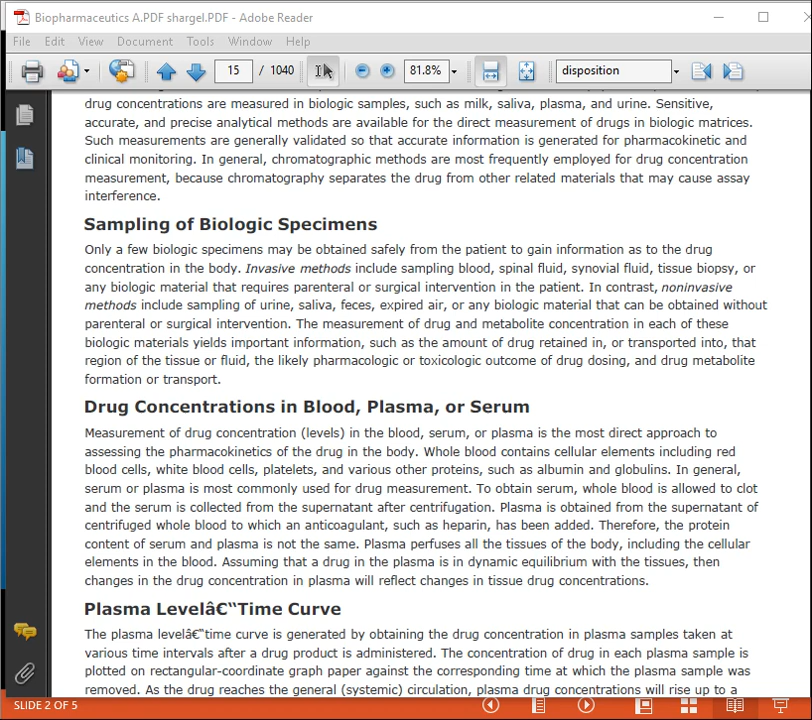 Biopharmaceutics A.PDF shargel.PDF - Adobe Reader
File Edit View Document Tools Window Help
15 / 1040 81.8% disposition
drug concentrations are measured in biologic samples, such as milk, saliva, plasma, and urine. Sensitive,
accurate, and precise analytical methods are available for the direct measurement of drugs in biologic matrices.
Such measurements are generally validated so that accurate information is generated for pharmacokinetic and
clinical monitoring. In general, chromatographic methods are most frequently employed for drug concentration
measurement, because chromatography separates the drug from other related materials that may cause assay
interference.
Sampling of Biologic Specimens
Only a few biologic specimens may be obtained safely from the patient to gain information as to the drug
concentration in the body. Invasive methods include sampling blood, spinal fluid, synovial fluid, tissue biopsy, or
any biologic material that requires parenteral or surgical intervention in the patient. In contrast, noninvasive
methods include sampling of urine, saliva, feces, expired air, or any biologic material that can be obtained without
parenteral or surgical intervention. The measurement of drug and metabolite concentration in each of these
biologic materials yields important information, such as the amount of drug retained in, or transported into, that
region of the tissue or fluid, the likely pharmacologic or toxicologic outcome of drug dosing, and drug metabolite
formation or transport.
Drug Concentrations in Blood, Plasma, or Serum
Measurement of drug concentration (levels) in the blood, serum, or plasma is the most direct approach to
assessing the pharmacokinetics of the drug in the body. Whole blood contains cellular elements including red
blood cells, white blood cells, platelets, and various other proteins, such as albumin and globulins. In general,
serum or plasma is most commonly used for drug measurement. To obtain serum, whole blood is allowed to clot
and the serum is collected from the supernatant after centrifugation. Plasma is obtained from the supernatant of
centrifuged whole blood to which an anticoagulant, such as heparin, has been added. Therefore, the protein
content of serum and plasma is not the same. Plasma perfuses all the tissues of the body, including the cellular
elements in the blood. Assuming that a drug in the plasma is in dynamic equilibrium with the tissues, then
changes in the drug concentration in plasma will reflect changes in tissue drug concentrations.
Plasma Levelâ€“Time Curve
The plasma levelâ€“time curve is generated by obtaining the drug concentration in plasma samples taken at
various time intervals after a drug product is administered. The concentration of drug in each plasma sample is
plotted on rectangular-coordinate graph paper against the corresponding time at which the plasma sample was
removed. As the drug reaches the general (systemic) circulation, plasma drug concentrations will rise up to a
SLIDE 2 OF 5